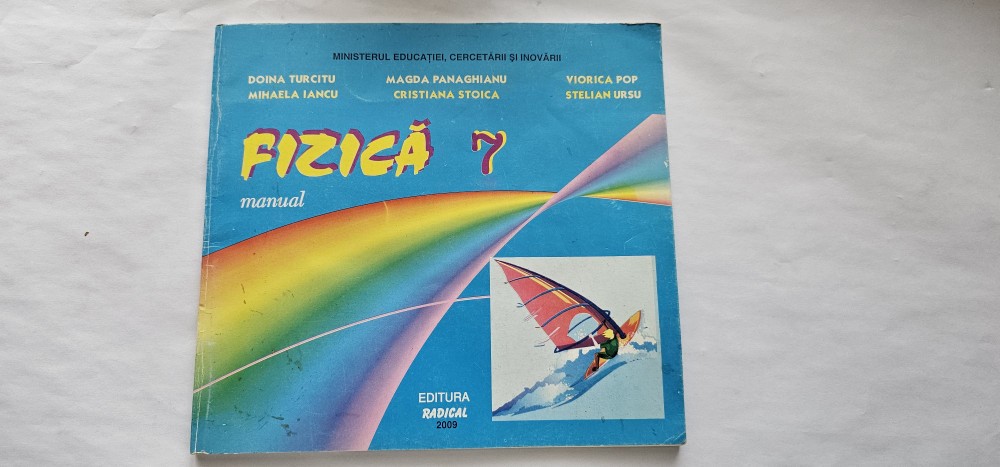 MINISTERUL EDUCAȚIEI, CERCETĂRII ȘI INOVĂRII
DOINA TURCITU MAGDA PANAGHIANU VIORICA POP
MIHAELA IANCU CRISTIANA STOICA STELIAN URSU
FIZICĂ 7
manual
EDITURA
RADICAL
2009